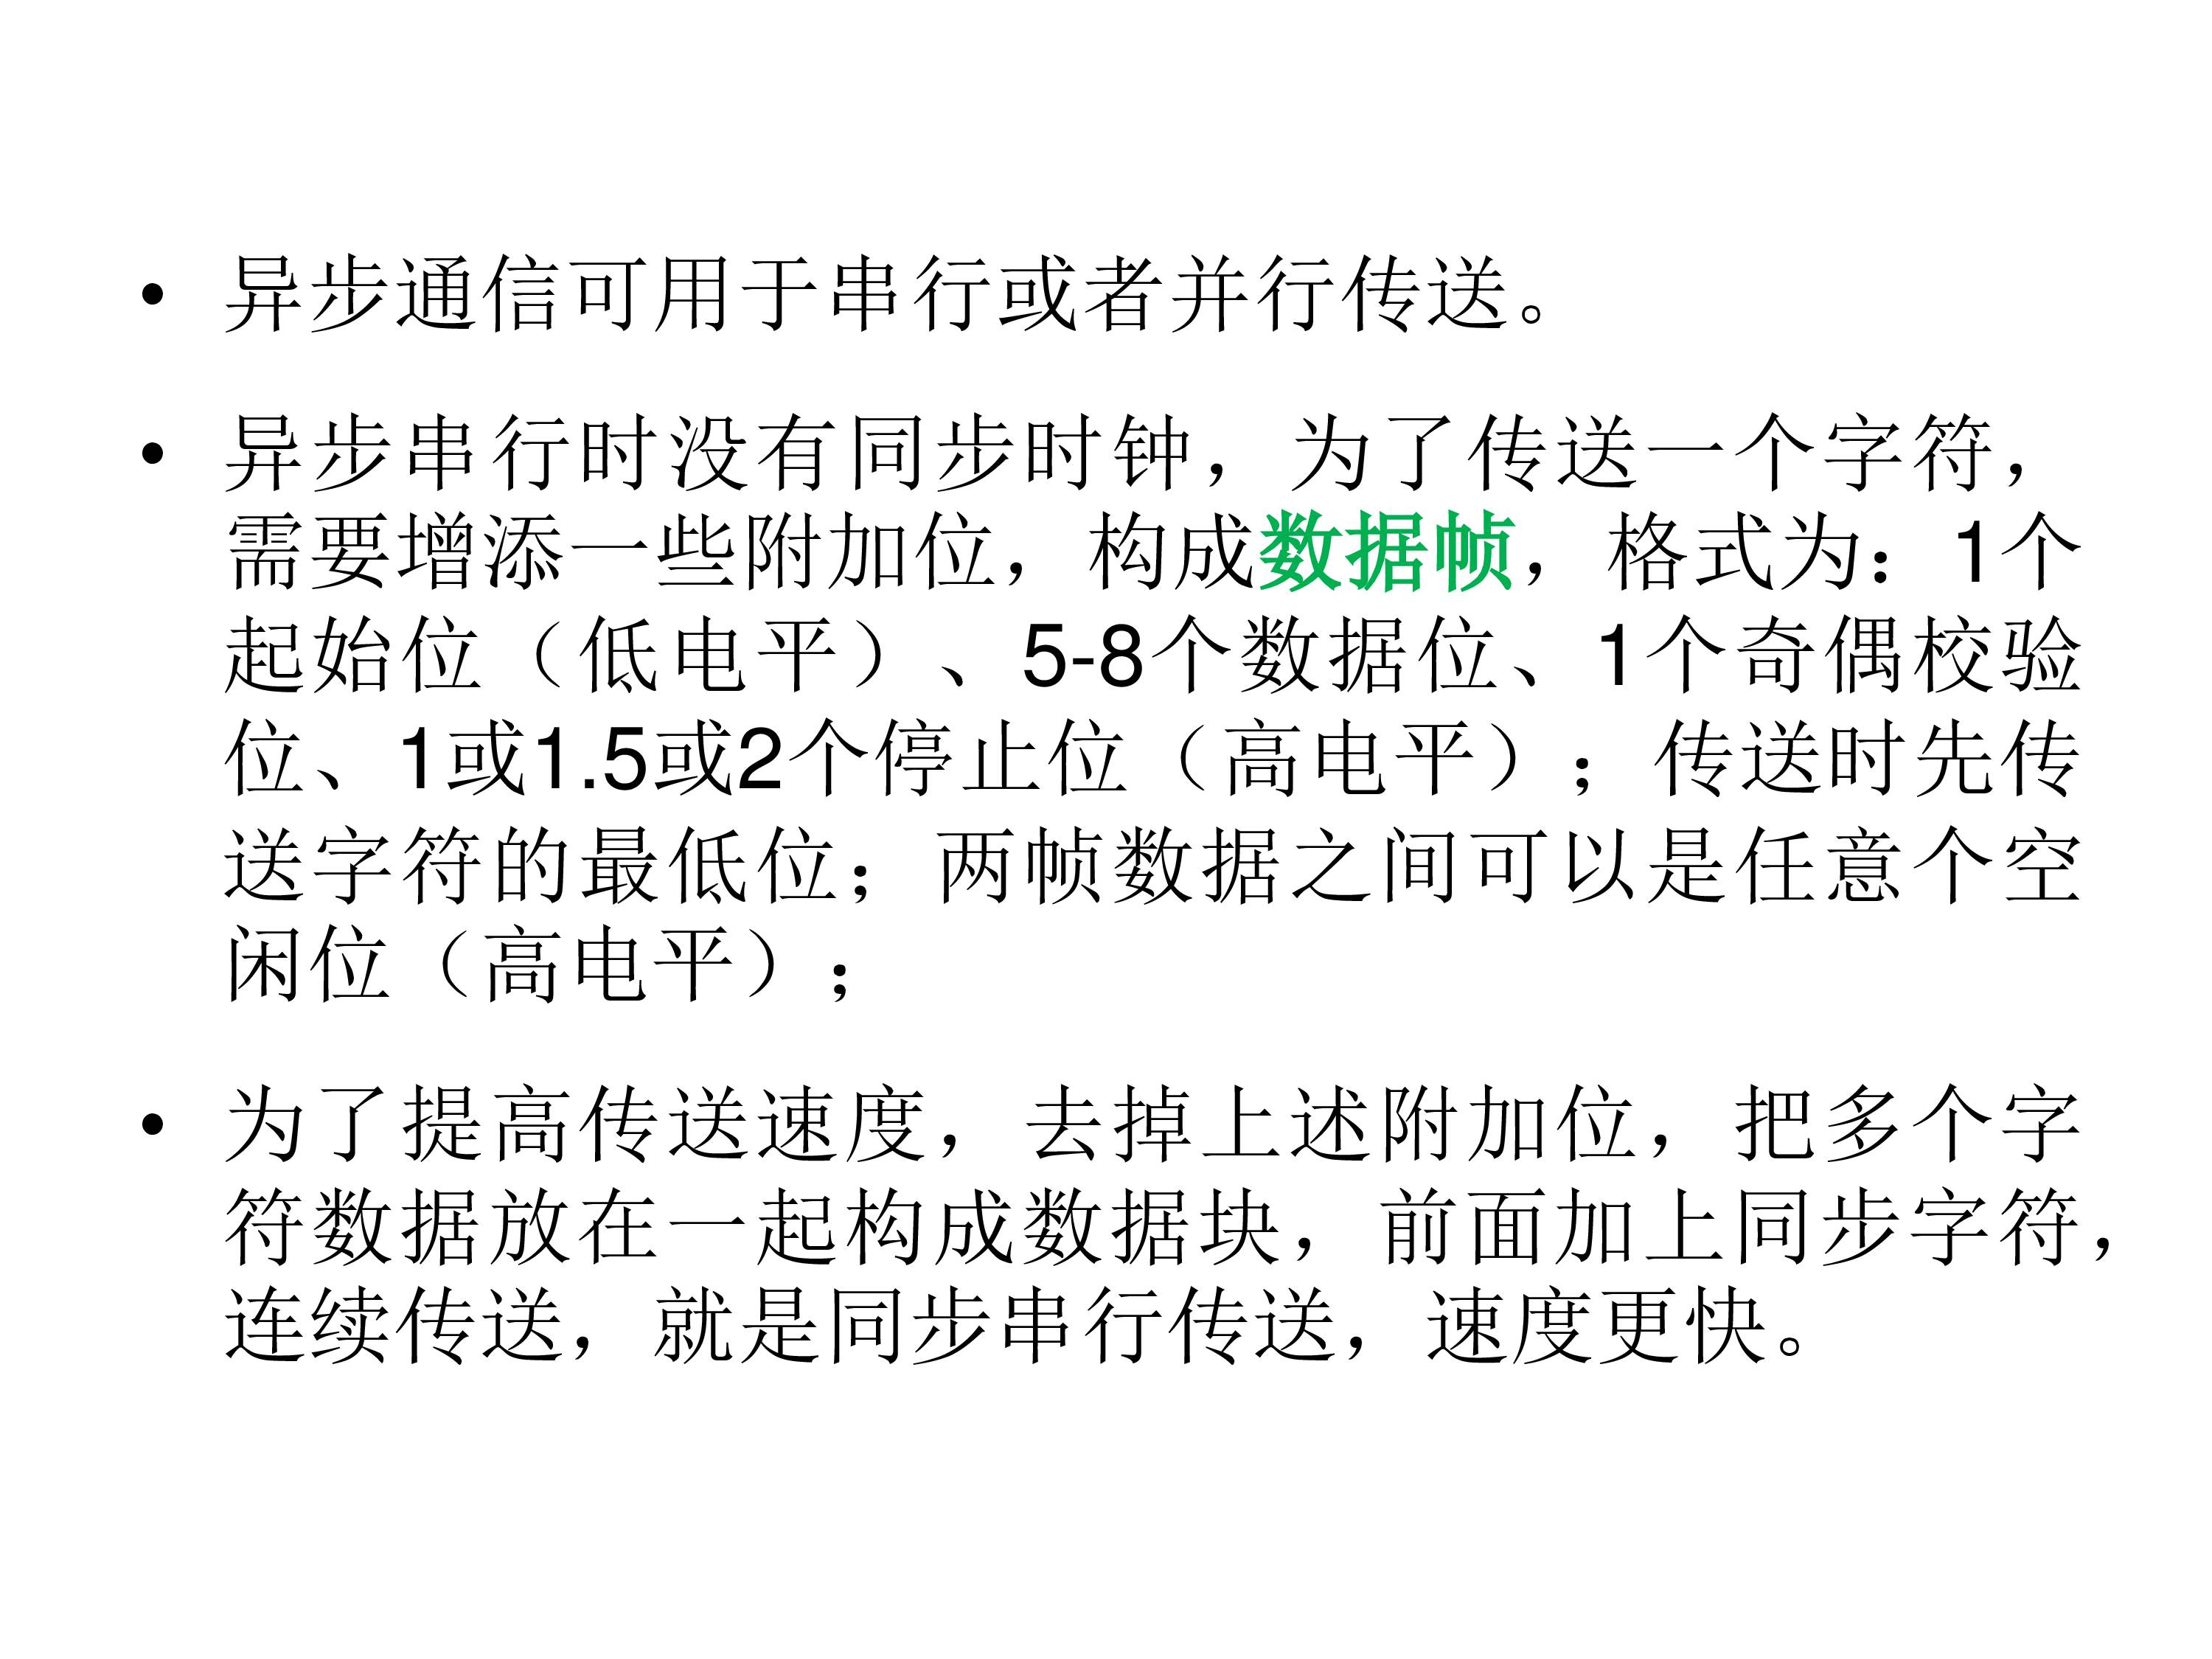 • 异步通信可用于串行或者并行传送。
• 异步串行时没有同步时钟，为了传送一个字符，
需要增添一些附加位，构成数据帧，格式为：1个
起始位（低电平）、5-8个数据位、1个奇偶校验
位、1或1.5或2个停止位（高电平）；传送时先传
送字符的最低位；两帧数据之间可以是任意个空
闲位（高电平）；
• 为了提高传送速度，去掉上述附加位，把多个字
符数据放在一起构成数据块，前面加上同步字符，
连续传送，就是同步串行传送，速度更快。